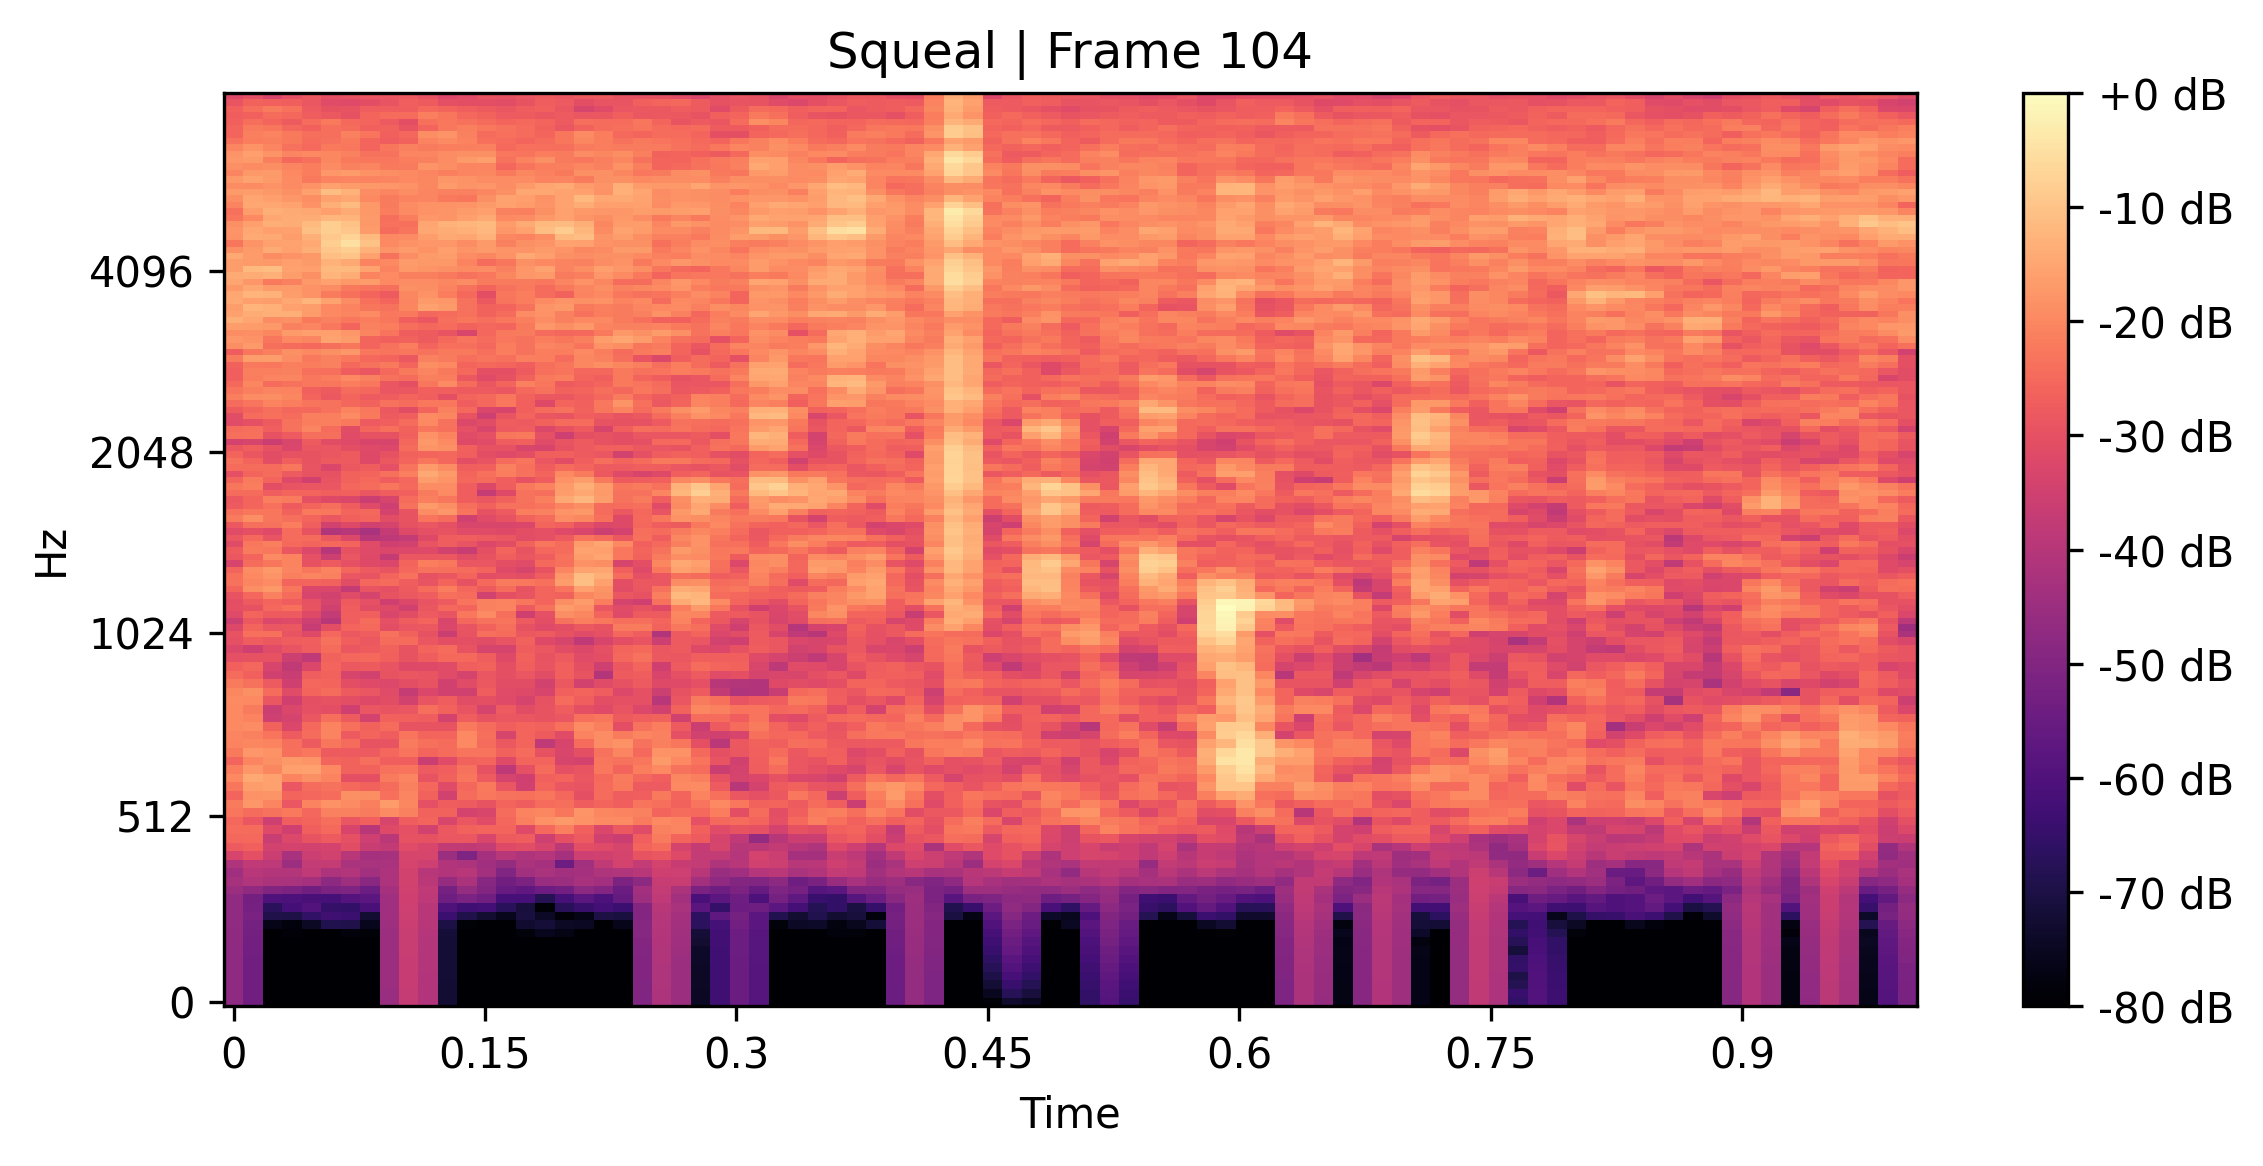 Squeal | Frame 104
Hz
4096
2048
1024
512
0
0 0.15 0.3 0.45 0.6 0.75 0.9
Time
+0 dB
-10 dB
-20 dB
-30 dB
-40 dB
-50 dB
-60 dB
-70 dB
-80 dB